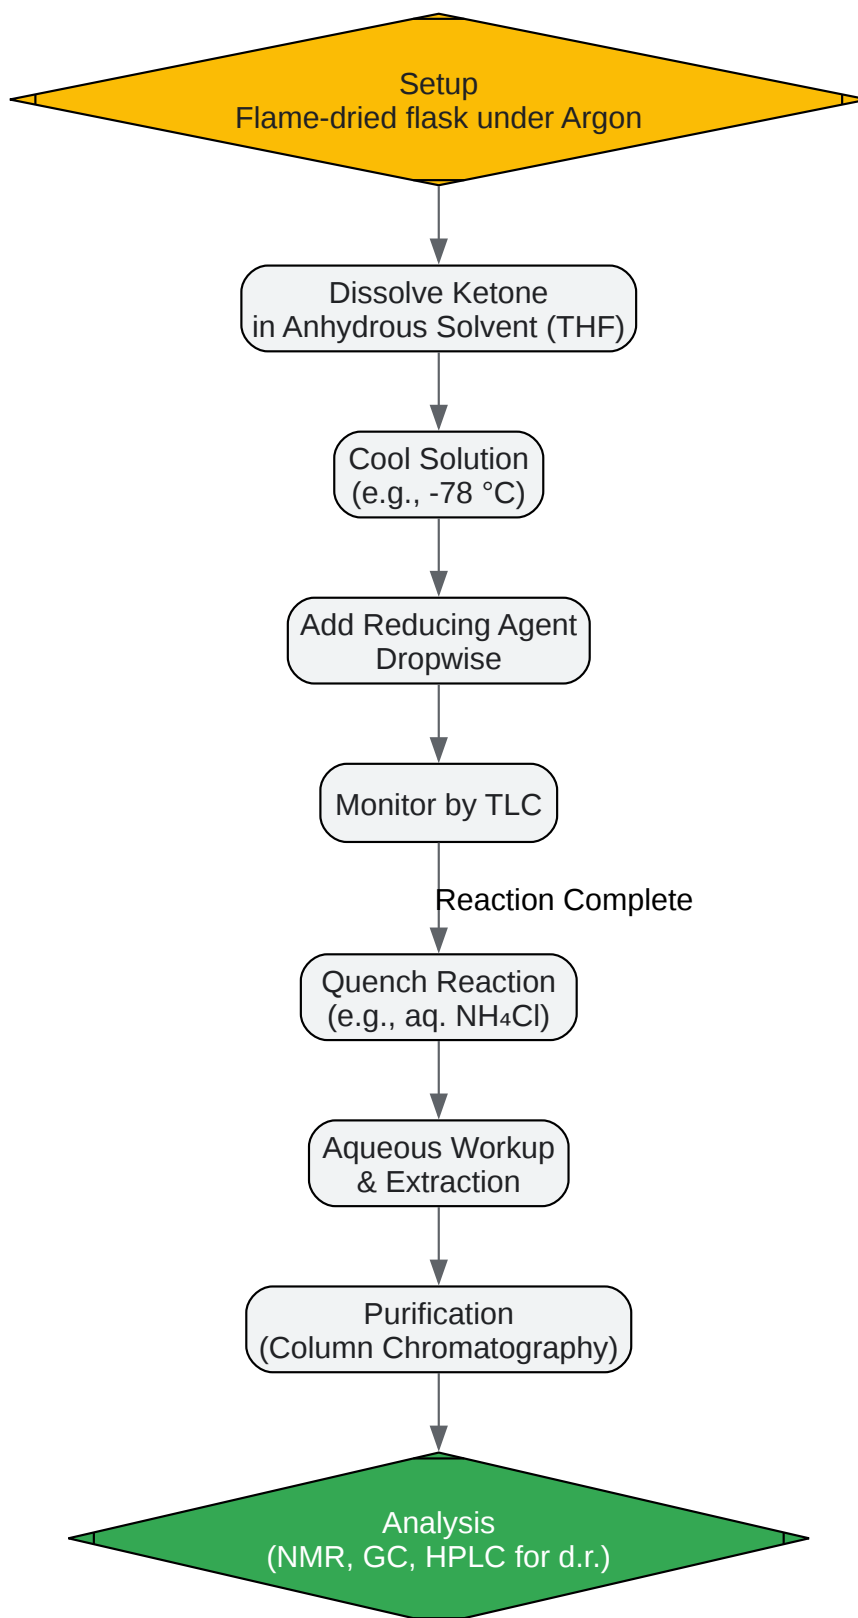 Setup
Flame-dried flask under Argon
Dissolve Ketone
in Anhydrous Solvent (THF)
Cool Solution
(e.g., -78 °C)
Add Reducing Agent
Dropwise
Monitor by TLC
Reaction Complete
Quench Reaction
(e.g., aq. NH₄Cl)
Aqueous Workup
& Extraction
Purification
(Column Chromatography)
Analysis
(NMR, GC, HPLC for d.r.)